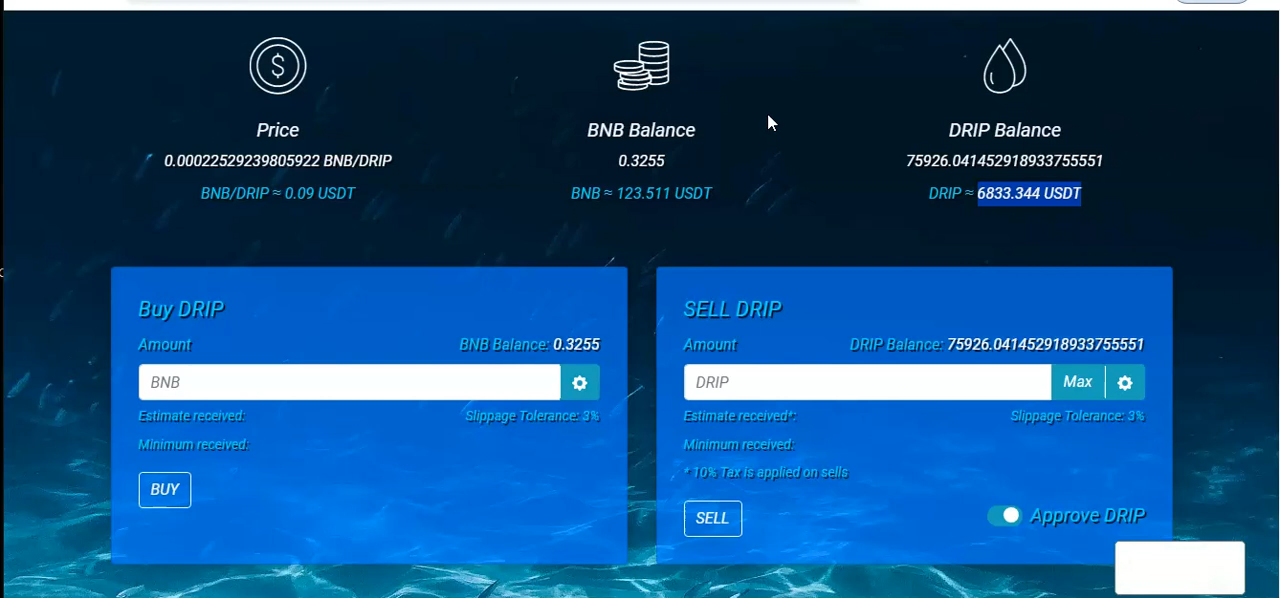 Price
0.00022529239805922 BNB/DRIP
BNB/DRIP ≈ 0.09 USDT
BNB Balance
0.3255
BNB ≈ 123.511 USDT
DRIP Balance
75926.041452918933755551
DRIP ≈ 6833.344 USDT
Buy DRIP
Amount BNB Balance: 0.3255
BNB
Estimate received: Slippage Tolerance: 3%
Minimum received:
BUY
SELL DRIP
Amount DRIP Balance: 75926.041452918933755551
DRIP Max
Estimate received*: Slippage Tolerance: 3%
Minimum received:
* 10% Tax is applied on sells
SELL Approve DRIP